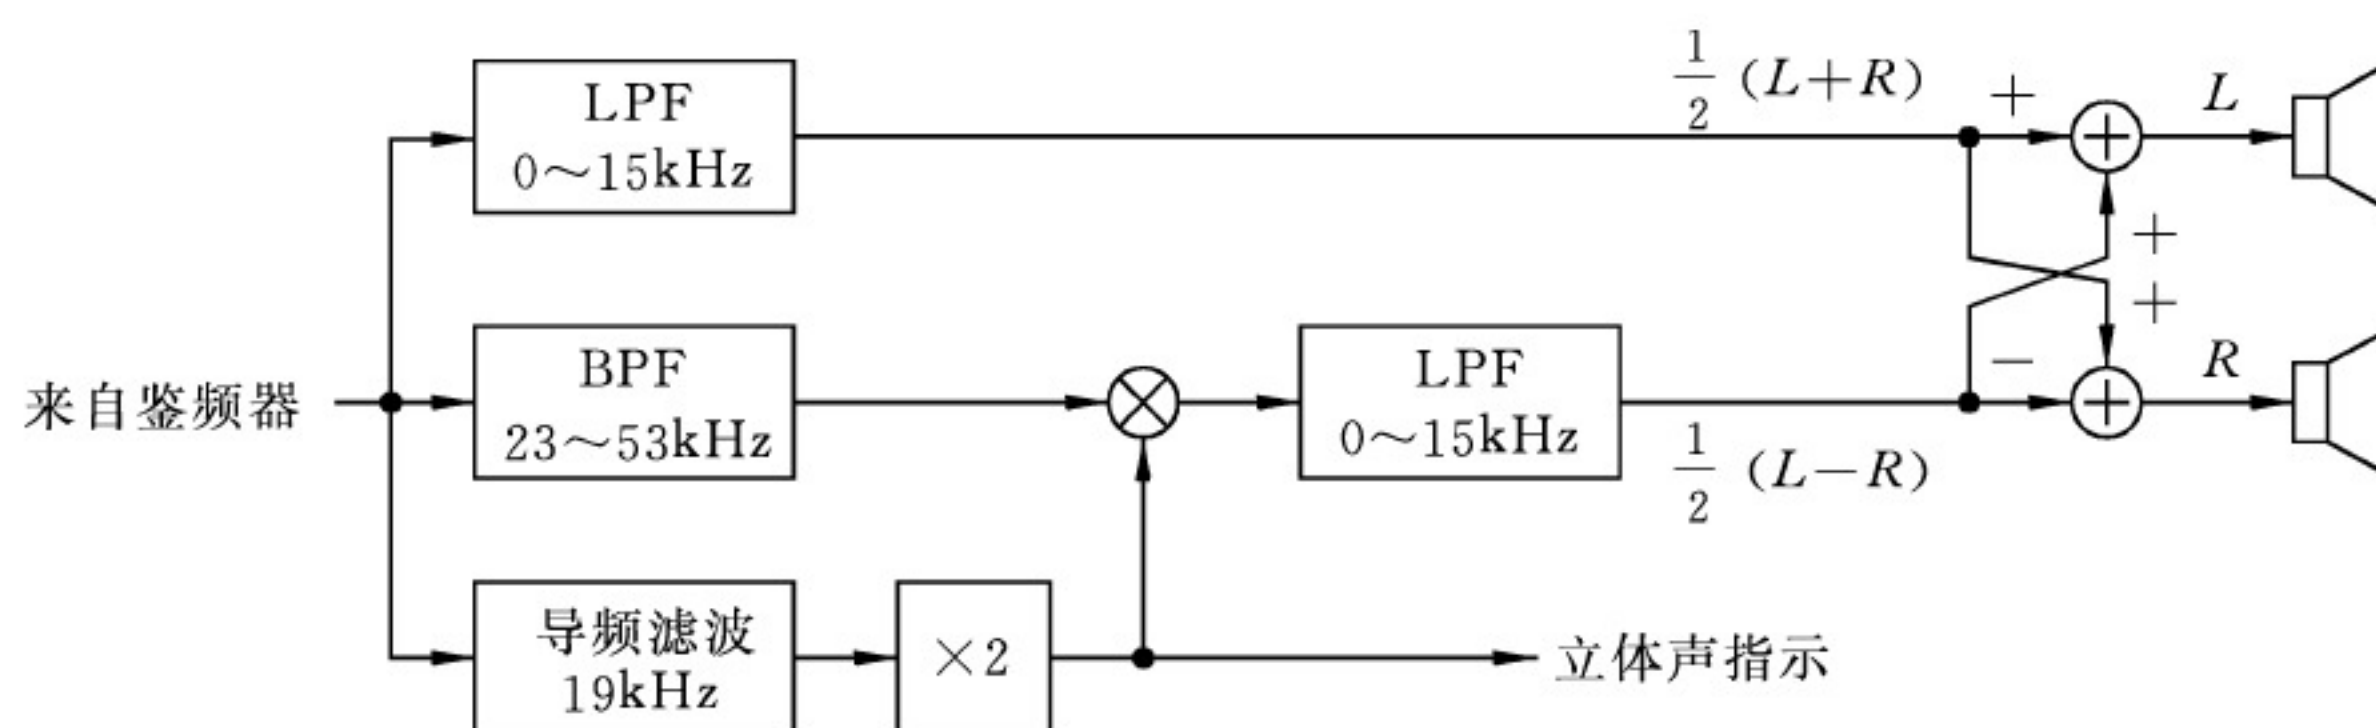 LPF
0～15kHz
1/2 (L+R)
+
L
+
+
来自鉴频器
BPF
23～53kHz
LPF
0～15kHz
−
R
1/2 (L−R)
导频滤波
19kHz
×2
立体声指示